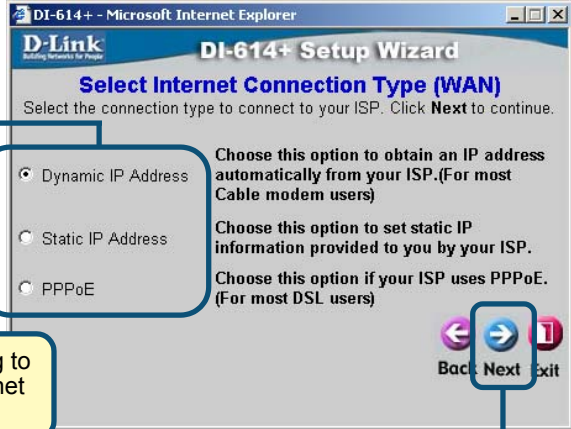 DI-614+ - Microsoft Internet Explorer
D-Link
Building Networks for People
DI-614+ Setup Wizard
Select Internet Connection Type (WAN)
Select the connection type to connect to your ISP. Click Next to continue.
Dynamic IP Address
Choose this option to obtain an IP address
automatically from your ISP.(For most
Cable modem users)
Static IP Address
Choose this option to set static IP
information provided to you by your ISP.
PPPoE
Choose this option if your ISP uses PPPoE.
(For most DSL users)
Back Next Exit
to
net